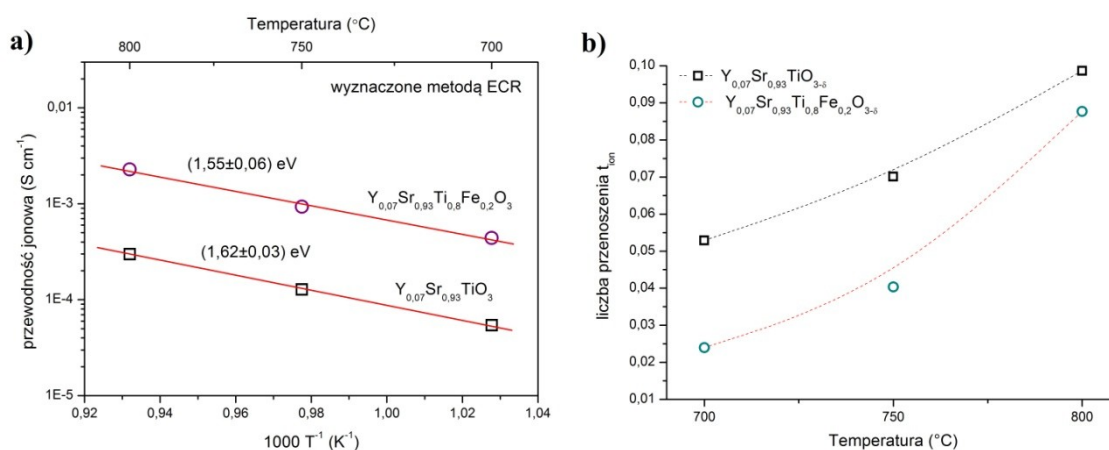 a)
Temperatura (°C)
800 750 700
wyznaczone metodą ECR
0,01
1E-3
1E-4
1E-5
przewodność jonowa (S cm⁻¹)
(1,55±0,06) eV
Y₀,₀₇Sr₀,₉₃Ti₀,₈Fe₀,₂O₃
(1,62±0,03) eV
Y₀,₀₇Sr₀,₉₃TiO₃
0,92 0,94 0,96 0,98 1,00 1,02 1,04
1000 T⁻¹ (K⁻¹)
b)
Y₀,₀₇Sr₀,₉₃TiO₃₋δ
Y₀,₀₇Sr₀,₉₃Ti₀,₈Fe₀,₂O₃₋δ
0,10
0,09
0,08
0,07
0,06
0,05
0,04
0,03
0,02
0,01
liczba przenoszenia tᵢₒₙ
700 750 800
Temperatura (°C)